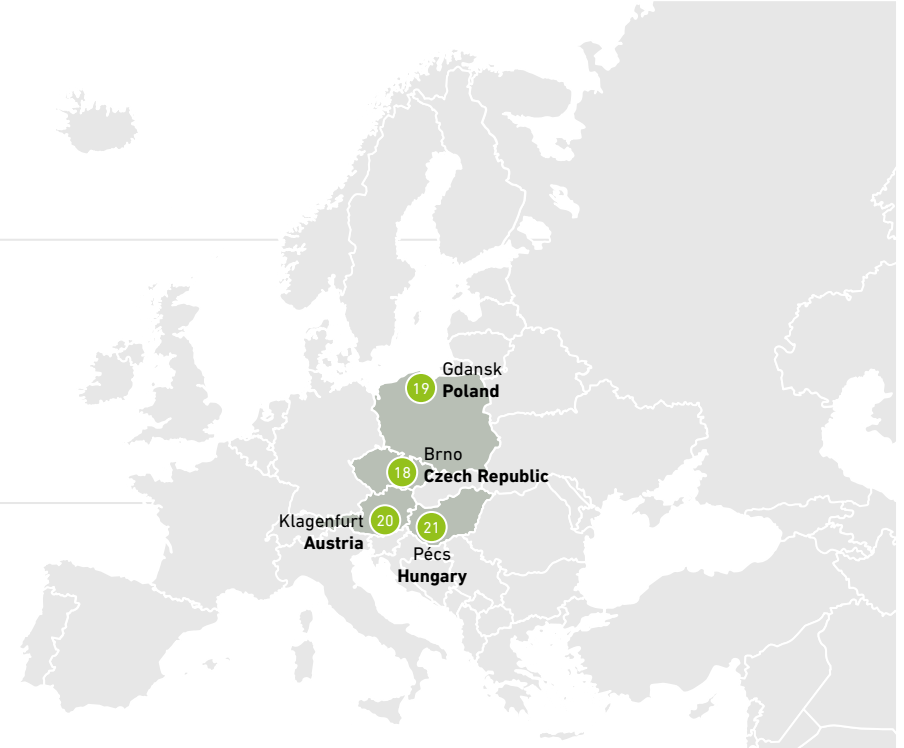 Gdansk
19
Poland
Brno
18
Czech Republic
Klagenfurt
20
Austria
21
Pécs
Hungary